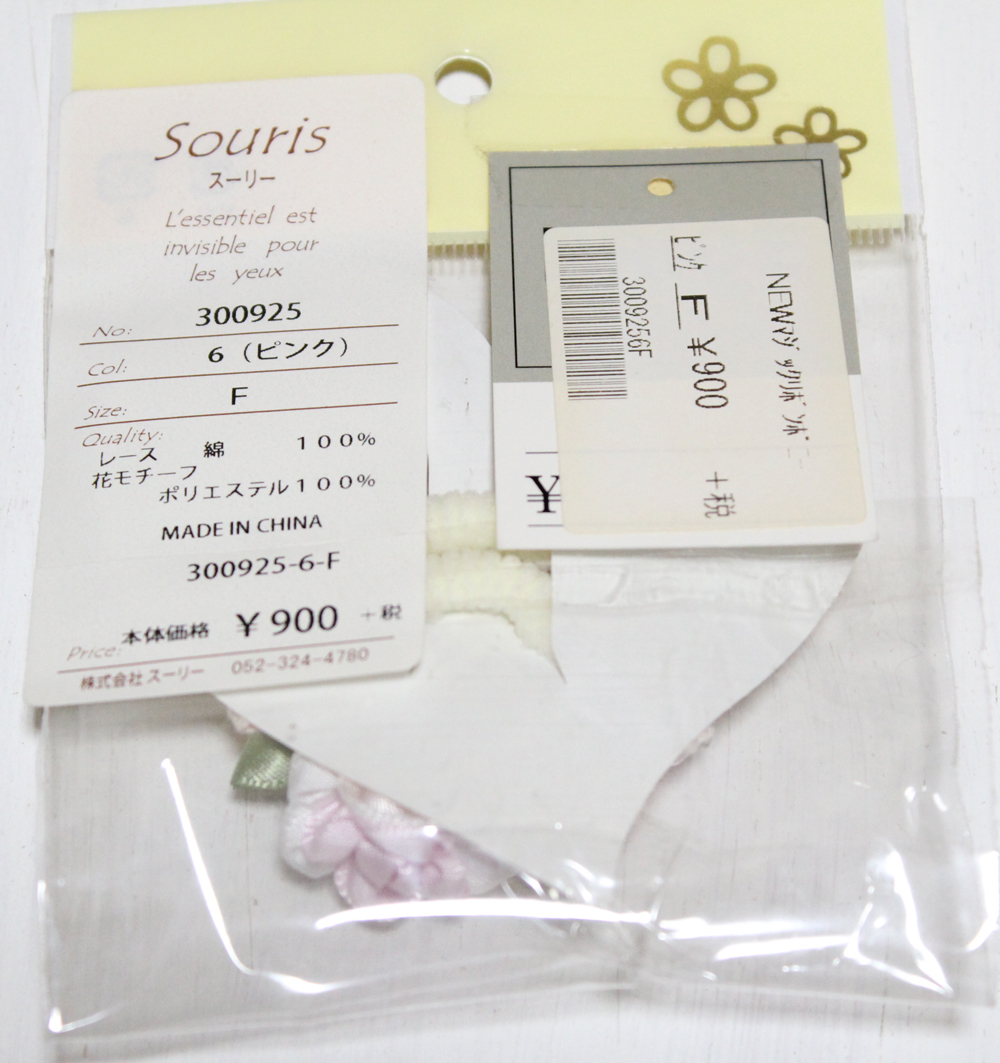 Souris
スーリー
L'essentiel est
invisible pour
les yeux
No: 300925
Col: 6 (ピンク)
Size: F
Quality:
レース 綿 100%
花モチーフ
ポリエステル100%
MADE IN CHINA
300925-6-F
Price: 本体価格 ¥900 +税
株式会社 スーリー 052-324-4780
NEWﾏｼﾞｯｸﾘﾎﾞﾝﾎﾞ
ﾋﾟﾝｸ F ¥900 +税
3009256F
¥